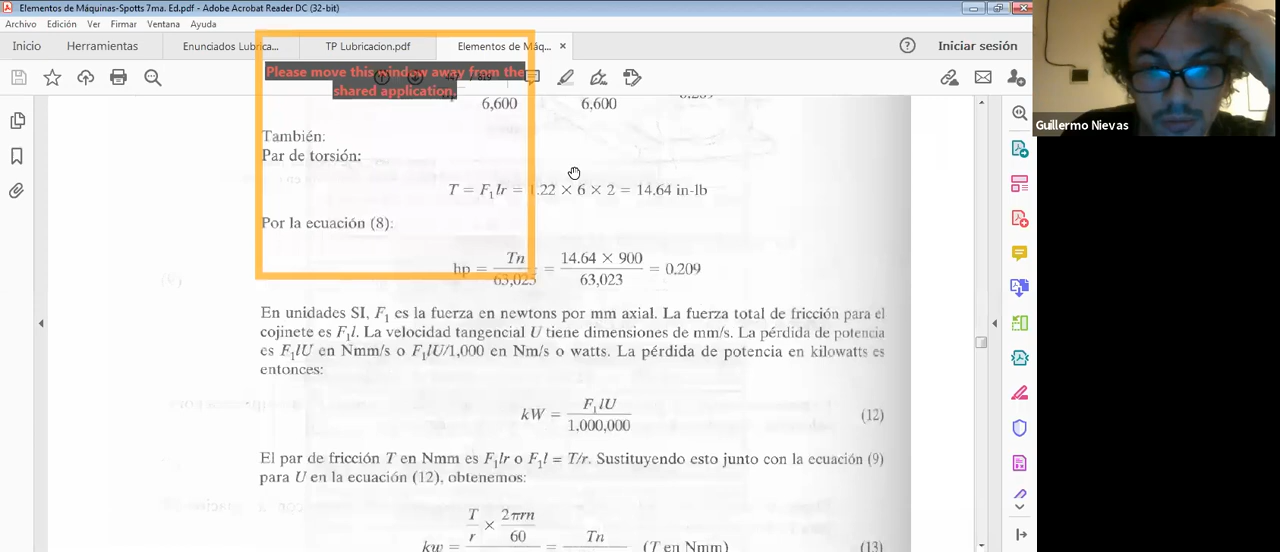 Elementos de Máquinas-Spotts 7ma. Ed.pdf - Adobe Acrobat Reader DC (32-bit)
Archivo Edición Ver Firmar Ventana Ayuda
Inicio Herramientas Enunciados Lubrica... TP Lubricacion.pdf Elementos de Máq... × Iniciar sesión
Please move this window away from the
shared application.
6,600 6,600
También:
Par de torsión:
T = F₁lr = 1.22 × 6 × 2 = 14.64 in-lb
Por la ecuación (8):
hp = Tn / 63,025 = 14.64 × 900 / 63,023 = 0.209
En unidades SI, F₁ es la fuerza en newtons por mm axial. La fuerza total de fricción para el
cojinete es F₁l. La velocidad tangencial U tiene dimensiones de mm/s. La pérdida de potencia
es F₁lU en Nmm/s o F₁lU/1,000 en Nm/s o watts. La pérdida de potencia en kilowatts es
entonces:
kW = F₁lU / 1,000,000 (12)
El par de fricción T en Nmm es F₁lr o F₁l = T/r. Sustituyendo esto junto con la ecuación (9)
para U en la ecuación (12), obtenemos:
kw = T/r × 2πrn/60 = Tn (T en Nmm) (13)
Guillermo Nievas